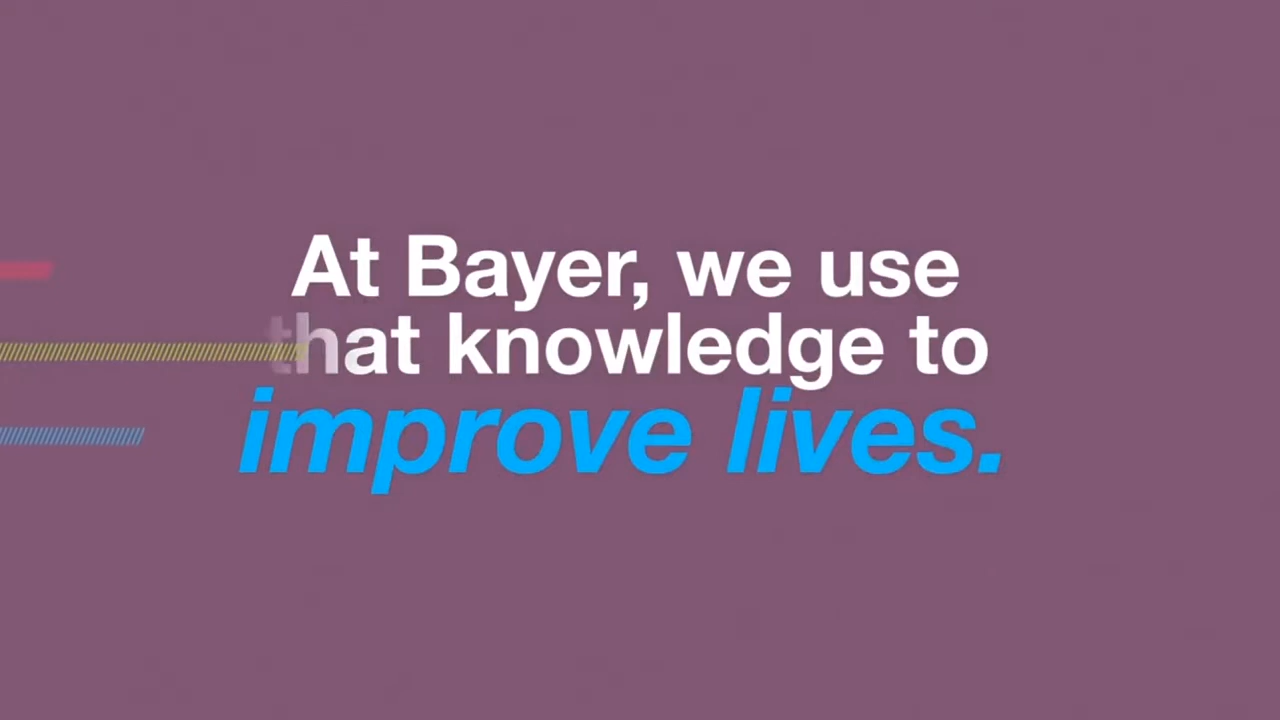 At Bayer, we use
that knowledge to
improve lives.